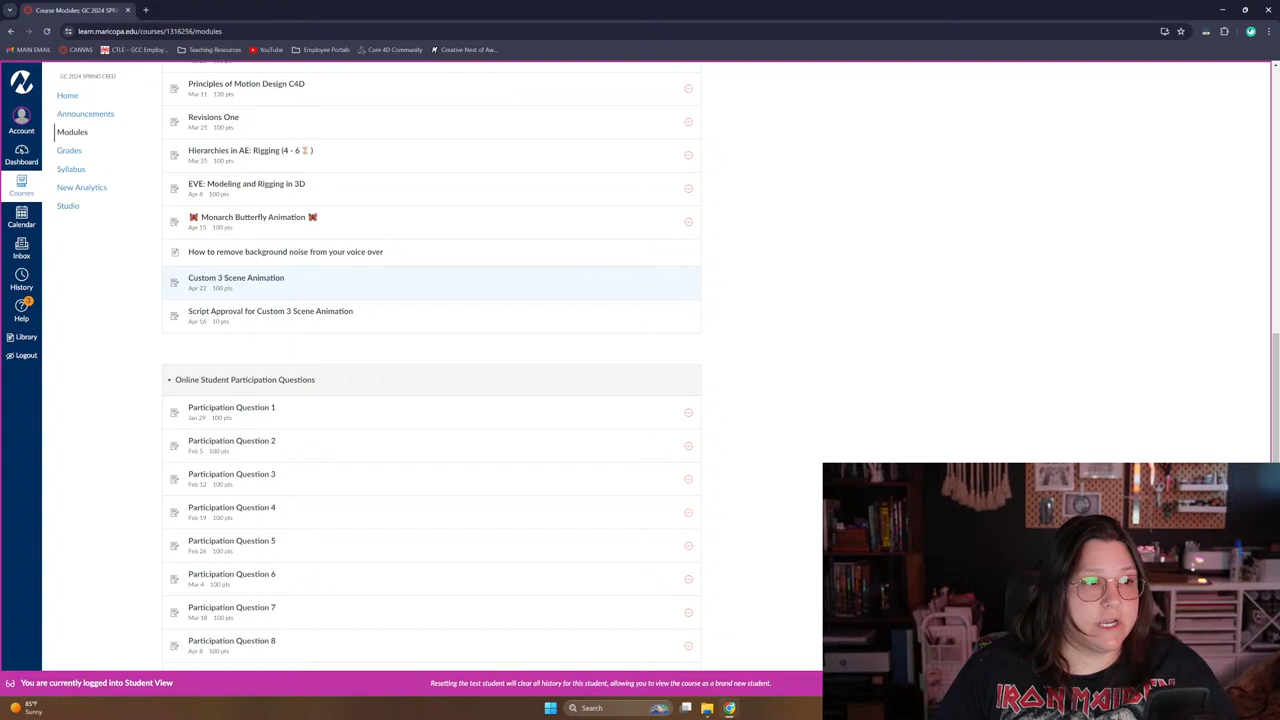 Course Modules: GC 2024 SPRI
learn.maricopa.edu/courses/1316256/modules
MAIN EMAIL
CANVAS
CTLE – GCC Employ...
Teaching Resources
YouTube
Employee Portals
Core 4D Community
Creative Nest of Aw...
GC 2024 SPRING CRED
Home
Announcements
Modules
Grades
Syllabus
New Analytics
Studio
Account
Dashboard
Courses
Calendar
Inbox
History
3
Help
Library
Logout
Principles of Motion Design C4D
Mar 11 120 pts
Revisions One
Mar 25 100 pts
Hierarchies in AE: Rigging (4 - 6 ⏳ )
Mar 25 100 pts
EVE: Modeling and Rigging in 3D
Apr 8 100 pts
Monarch Butterfly Animation
Apr 15 100 pts
How to remove background noise from your voice over
Custom 3 Scene Animation
Apr 22 100 pts
Script Approval for Custom 3 Scene Animation
Apr 16 10 pts
Online Student Participation Questions
Participation Question 1
Jan 29 100 pts
Participation Question 2
Feb 5 100 pts
Participation Question 3
Feb 12 100 pts
Participation Question 4
Feb 19 100 pts
Participation Question 5
Feb 26 100 pts
Participation Question 6
Mar 4 100 pts
Participation Question 7
Mar 18 100 pts
Participation Question 8
Apr 8 100 pts
IRON MAIDEN
You are currently logged into Student View
Resetting the test student will clear all history for this student, allowing you to view the course as a brand new student.
85°F
Sunny
Search